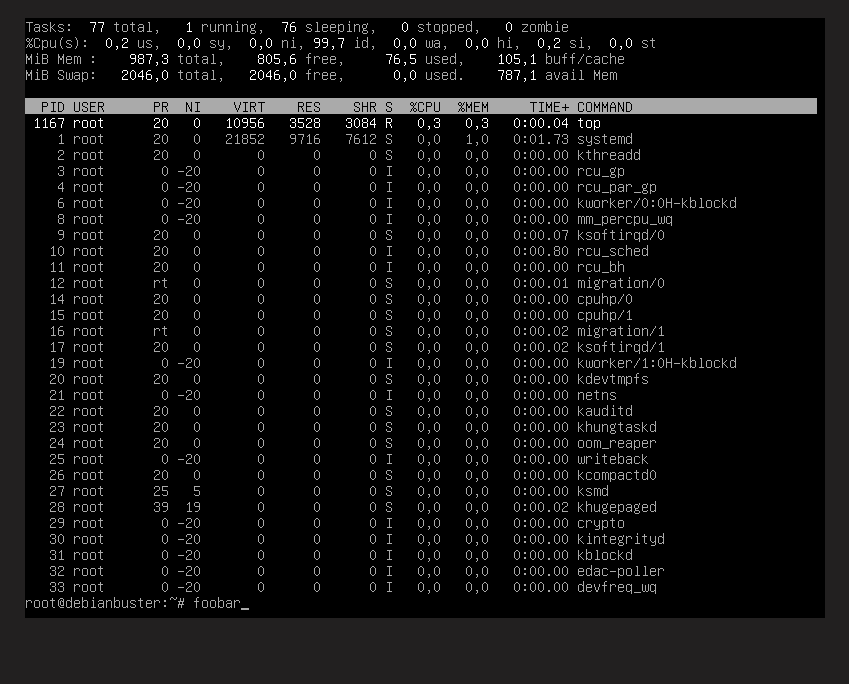 Tasks:  77 total,   1 running,  76 sleeping,   0 stopped,   0 zombie
%Cpu(s):  0,2 us,  0,0 sy,  0,0 ni, 99,7 id,  0,0 wa,  0,0 hi,  0,2 si,  0,0 st
MiB Mem :    987,3 total,    805,6 free,     76,5 used,    105,1 buff/cache
MiB Swap:   2046,0 total,   2046,0 free,      0,0 used.    787,1 avail Mem
  PID USER      PR  NI    VIRT    RES    SHR S  %CPU  %MEM     TIME+ COMMAND
 1167 root      20   0   10956   3528   3084 R   0,3   0,3   0:00.04 top
    1 root      20   0   21852   9716   7612 S   0,0   1,0   0:01.73 systemd
    2 root      20   0       0      0      0 S   0,0   0,0   0:00.00 kthreadd
    3 root       0 -20       0      0      0 I   0,0   0,0   0:00.00 rcu_gp
    4 root       0 -20       0      0      0 I   0,0   0,0   0:00.00 rcu_par_gp
    6 root       0 -20       0      0      0 I   0,0   0,0   0:00.00 kworker/0:0H-kblockd
    8 root       0 -20       0      0      0 I   0,0   0,0   0:00.00 mm_percpu_wq
    9 root      20   0       0      0      0 S   0,0   0,0   0:00.07 ksoftirqd/0
   10 root      20   0       0      0      0 I   0,0   0,0   0:00.80 rcu_sched
   11 root      20   0       0      0      0 I   0,0   0,0   0:00.00 rcu_bh
   12 root      rt   0       0      0      0 S   0,0   0,0   0:00.01 migration/0
   14 root      20   0       0      0      0 S   0,0   0,0   0:00.00 cpuhp/0
   15 root      20   0       0      0      0 S   0,0   0,0   0:00.00 cpuhp/1
   16 root      rt   0       0      0      0 S   0,0   0,0   0:00.02 migration/1
   17 root      20   0       0      0      0 S   0,0   0,0   0:00.02 ksoftirqd/1
   19 root       0 -20       0      0      0 I   0,0   0,0   0:00.00 kworker/1:0H-kblockd
   20 root      20   0       0      0      0 S   0,0   0,0   0:00.00 kdevtmpfs
   21 root       0 -20       0      0      0 I   0,0   0,0   0:00.00 netns
   22 root      20   0       0      0      0 S   0,0   0,0   0:00.00 kauditd
   23 root      20   0       0      0      0 S   0,0   0,0   0:00.00 khungtaskd
   24 root      20   0       0      0      0 S   0,0   0,0   0:00.00 oom_reaper
   25 root       0 -20       0      0      0 I   0,0   0,0   0:00.00 writeback
   26 root      20   0       0      0      0 S   0,0   0,0   0:00.00 kcompactd0
   27 root      25   5       0      0      0 S   0,0   0,0   0:00.00 ksmd
   28 root      39  19       0      0      0 S   0,0   0,0   0:00.02 khugepaged
   29 root       0 -20       0      0      0 I   0,0   0,0   0:00.00 crypto
   30 root       0 -20       0      0      0 I   0,0   0,0   0:00.00 kintegrityd
   31 root       0 -20       0      0      0 I   0,0   0,0   0:00.00 kblockd
   32 root       0 -20       0      0      0 I   0,0   0,0   0:00.00 edac-poller
   33 root       0 -20       0      0      0 I   0,0   0,0   0:00.00 devfreq_wq
root@debianbuster:~# foobar_